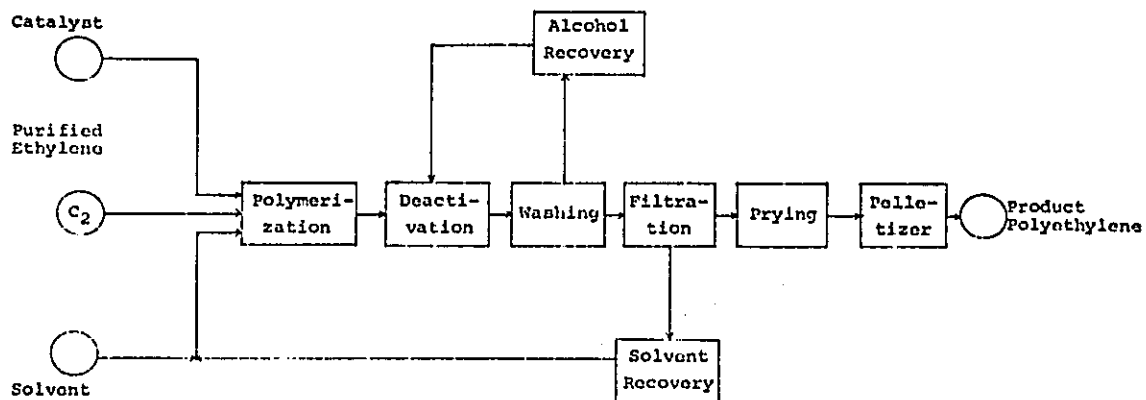 Catalyst
Alcohol
Recovery
Purified
Ethylene
C2
Polymeri-
zation
Deacti-
vation
Washing
Filtra-
tion
Prying
Pelle-
tizer
Product
Polyethylene
Solvent
Solvent
Recovery